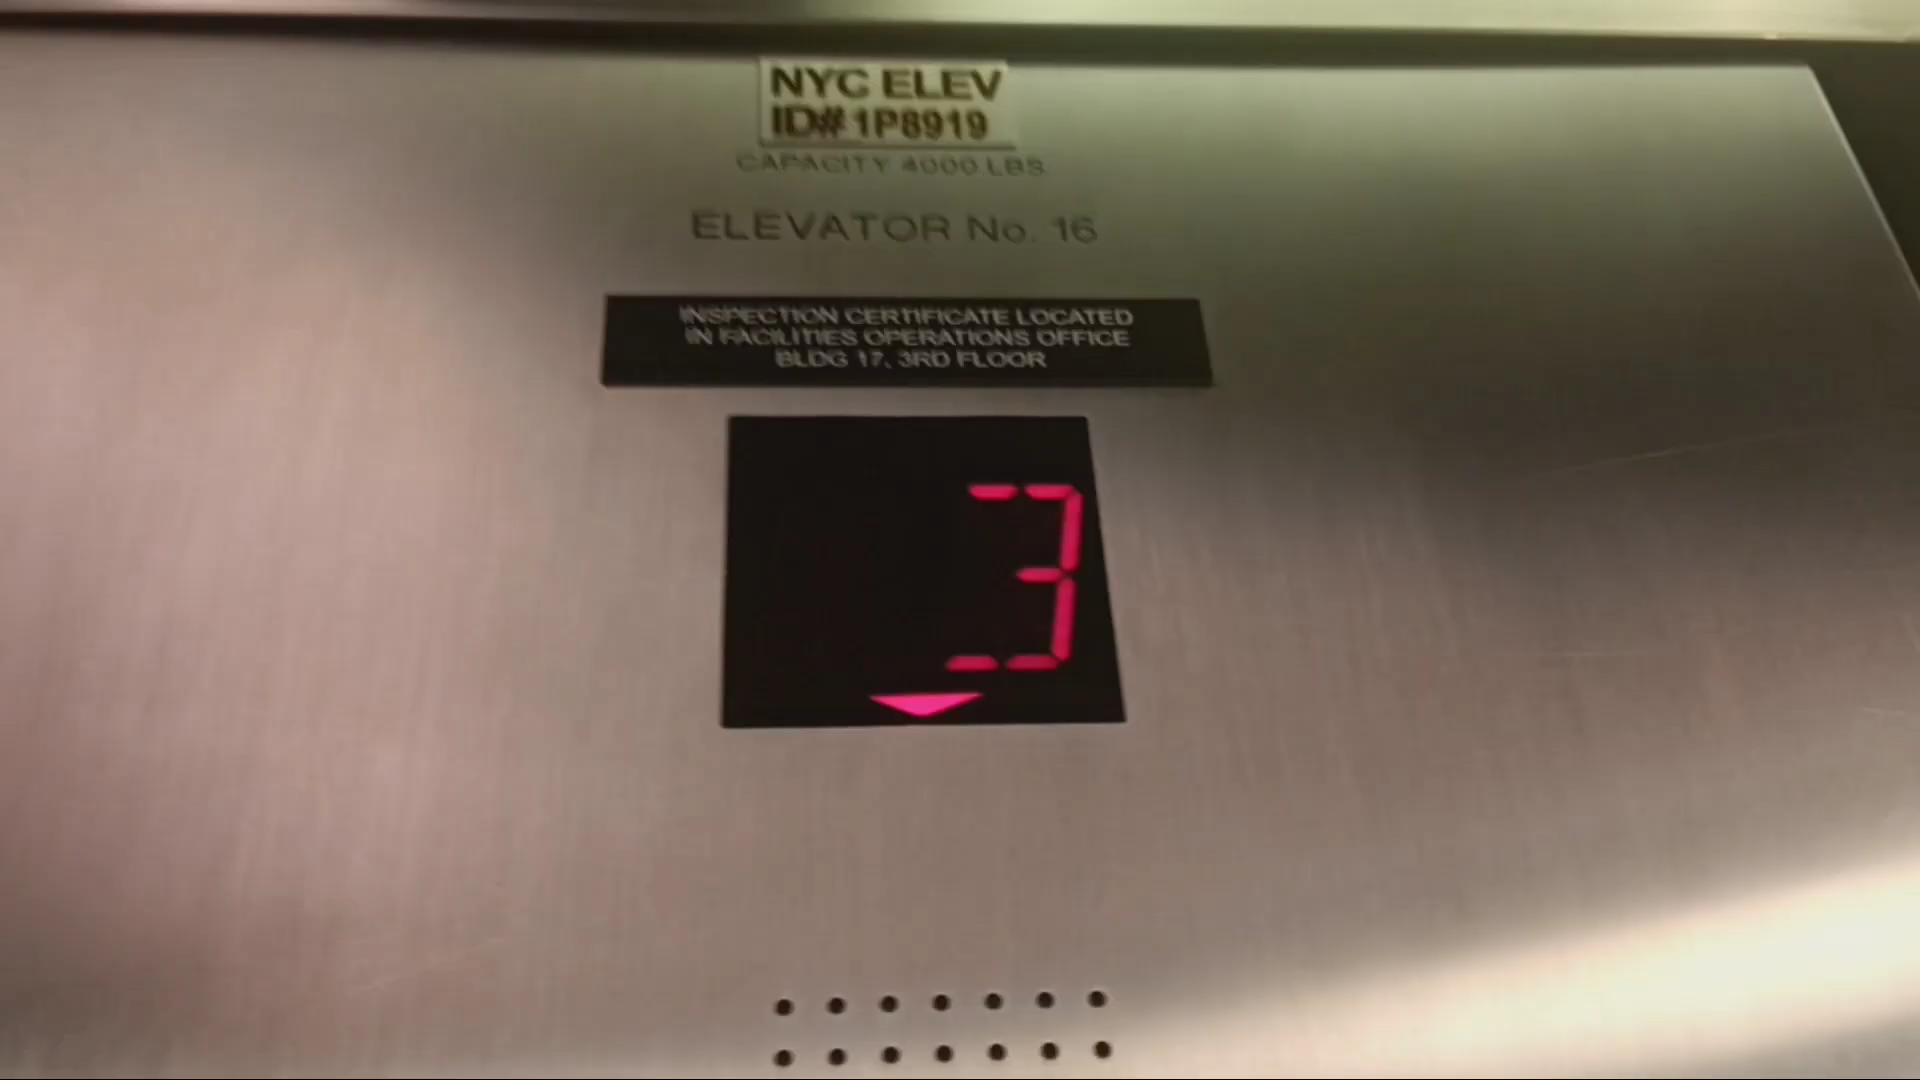 NYC ELEV
ID# 1P8919
CAPACITY 4000 LBS.
ELEVATOR No. 16
INSPECTION CERTIFICATE LOCATED
IN FACILITIES OPERATIONS OFFICE
BLDG 17, 3RD FLOOR
3